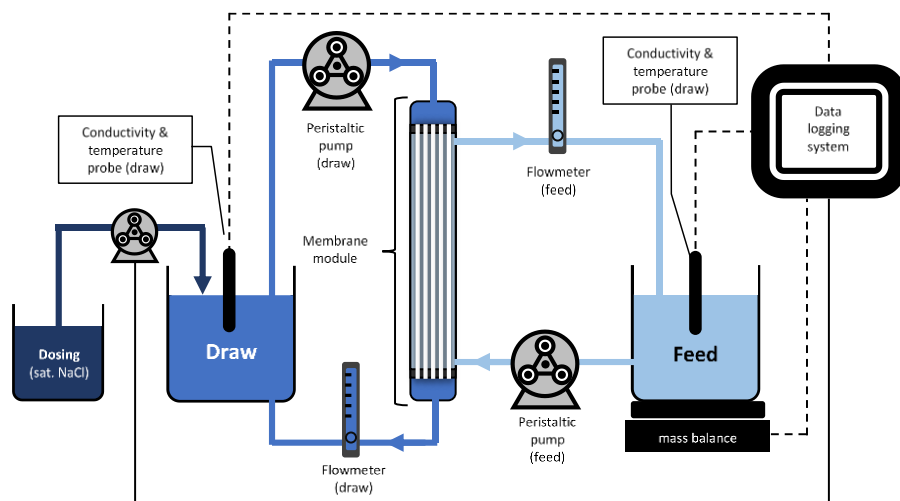 Conductivity &
temperature
probe (draw)
Peristaltic
pump
(draw)
Flowmeter
(feed)
Conductivity &
temperature
probe (draw)
Data
logging
system
Membrane
module
Dosing
(sat. NaCl)
Draw
Feed
Flowmeter
(draw)
Peristaltic
pump
(feed)
mass balance